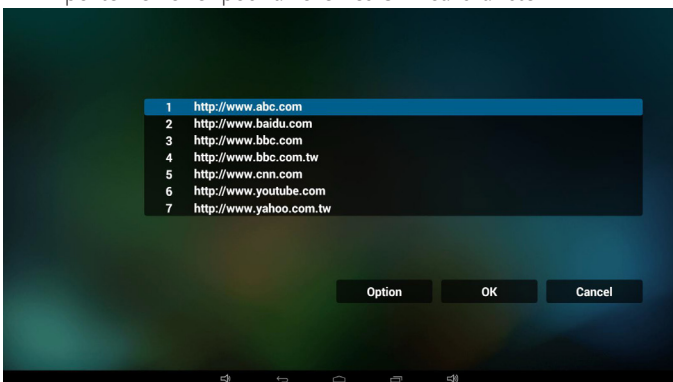 1 http://www.abc.com
2 http://www.baidu.com
3 http://www.bbc.com
4 http://www.bbc.com.tw
5 http://www.cnn.com
6 http://www.youtube.com
7 http://www.yahoo.com.tw
Option OK Cancel